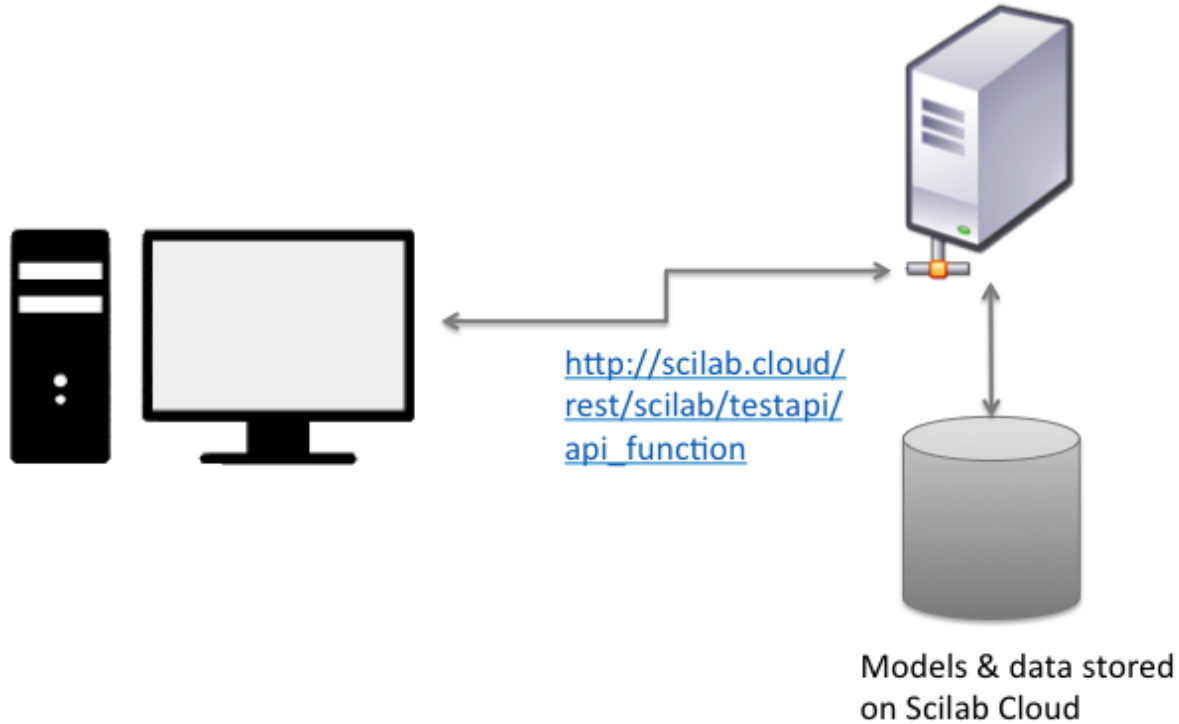 http://scilab.cloud/
rest/scilab/testapi/
api_function
Models & data stored
on Scilab Cloud